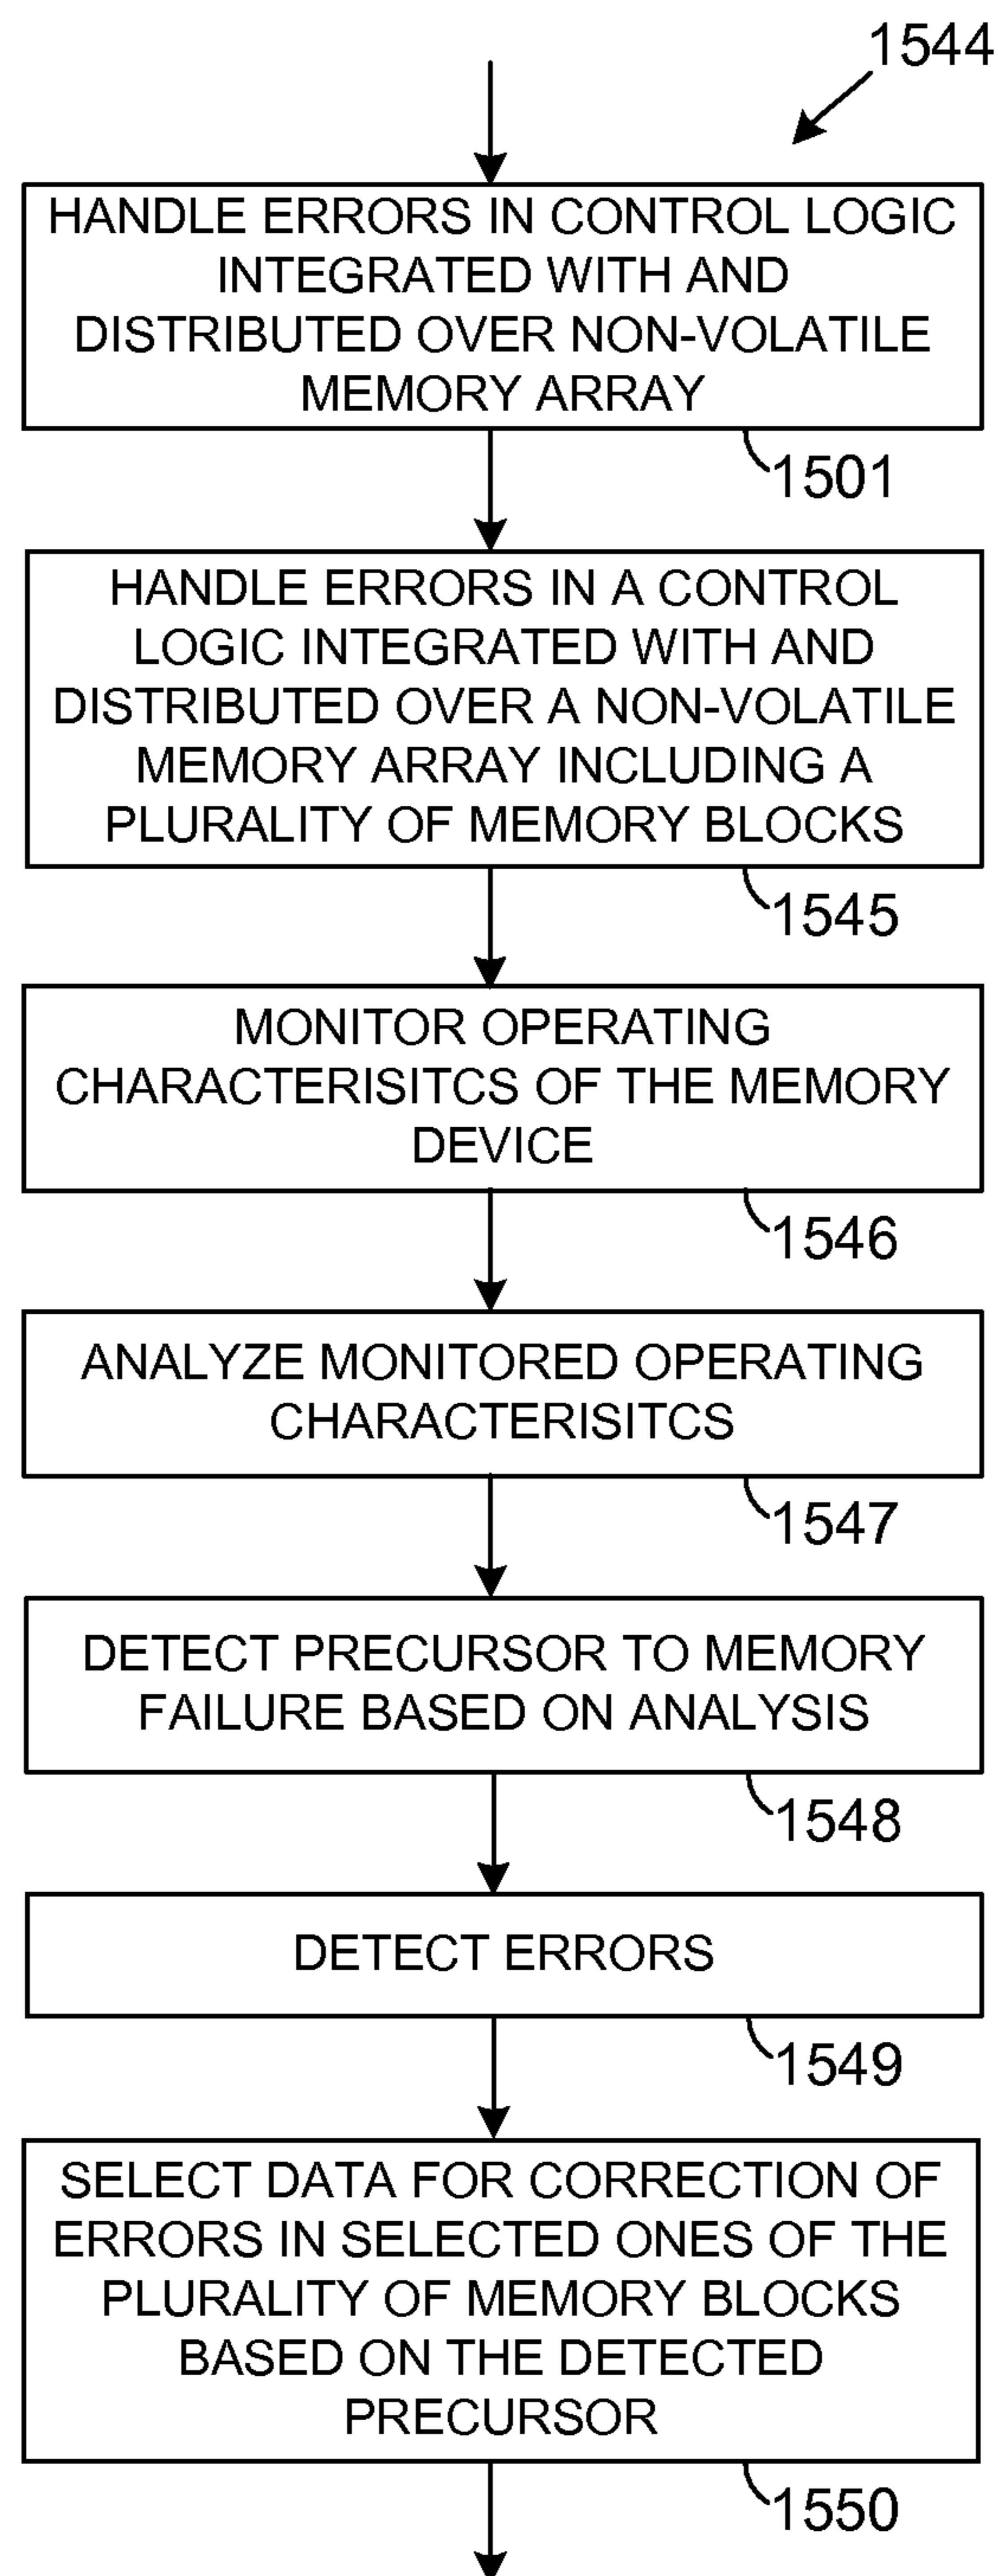 1544
HANDLE ERRORS IN CONTROL LOGIC
INTEGRATED WITH AND
DISTRIBUTED OVER NON-VOLATILE
MEMORY ARRAY
1501
HANDLE ERRORS IN A CONTROL
LOGIC INTEGRATED WITH AND
DISTRIBUTED OVER A NON-VOLATILE
MEMORY ARRAY INCLUDING A
PLURALITY OF MEMORY BLOCKS
1545
MONITOR OPERATING
CHARACTERISITCS OF THE MEMORY
DEVICE
1546
ANALYZE MONITORED OPERATING
CHARACTERISITCS
1547
DETECT PRECURSOR TO MEMORY
FAILURE BASED ON ANALYSIS
1548
DETECT ERRORS
1549
SELECT DATA FOR CORRECTION OF
ERRORS IN SELECTED ONES OF THE
PLURALITY OF MEMORY BLOCKS
BASED ON THE DETECTED
PRECURSOR
1550